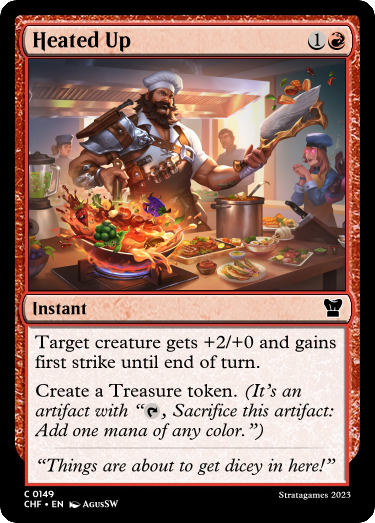 Heated Up 1
Instant
Target creature gets +2/+0 and gains
first strike until end of turn.
Create a Treasure token. (It's an
artifact with “, Sacrifice this artifact:
Add one mana of any color.”)
“Things are about to get dicey in here!”
C 0149 Stratagames 2023
CHF • EN AgusSW